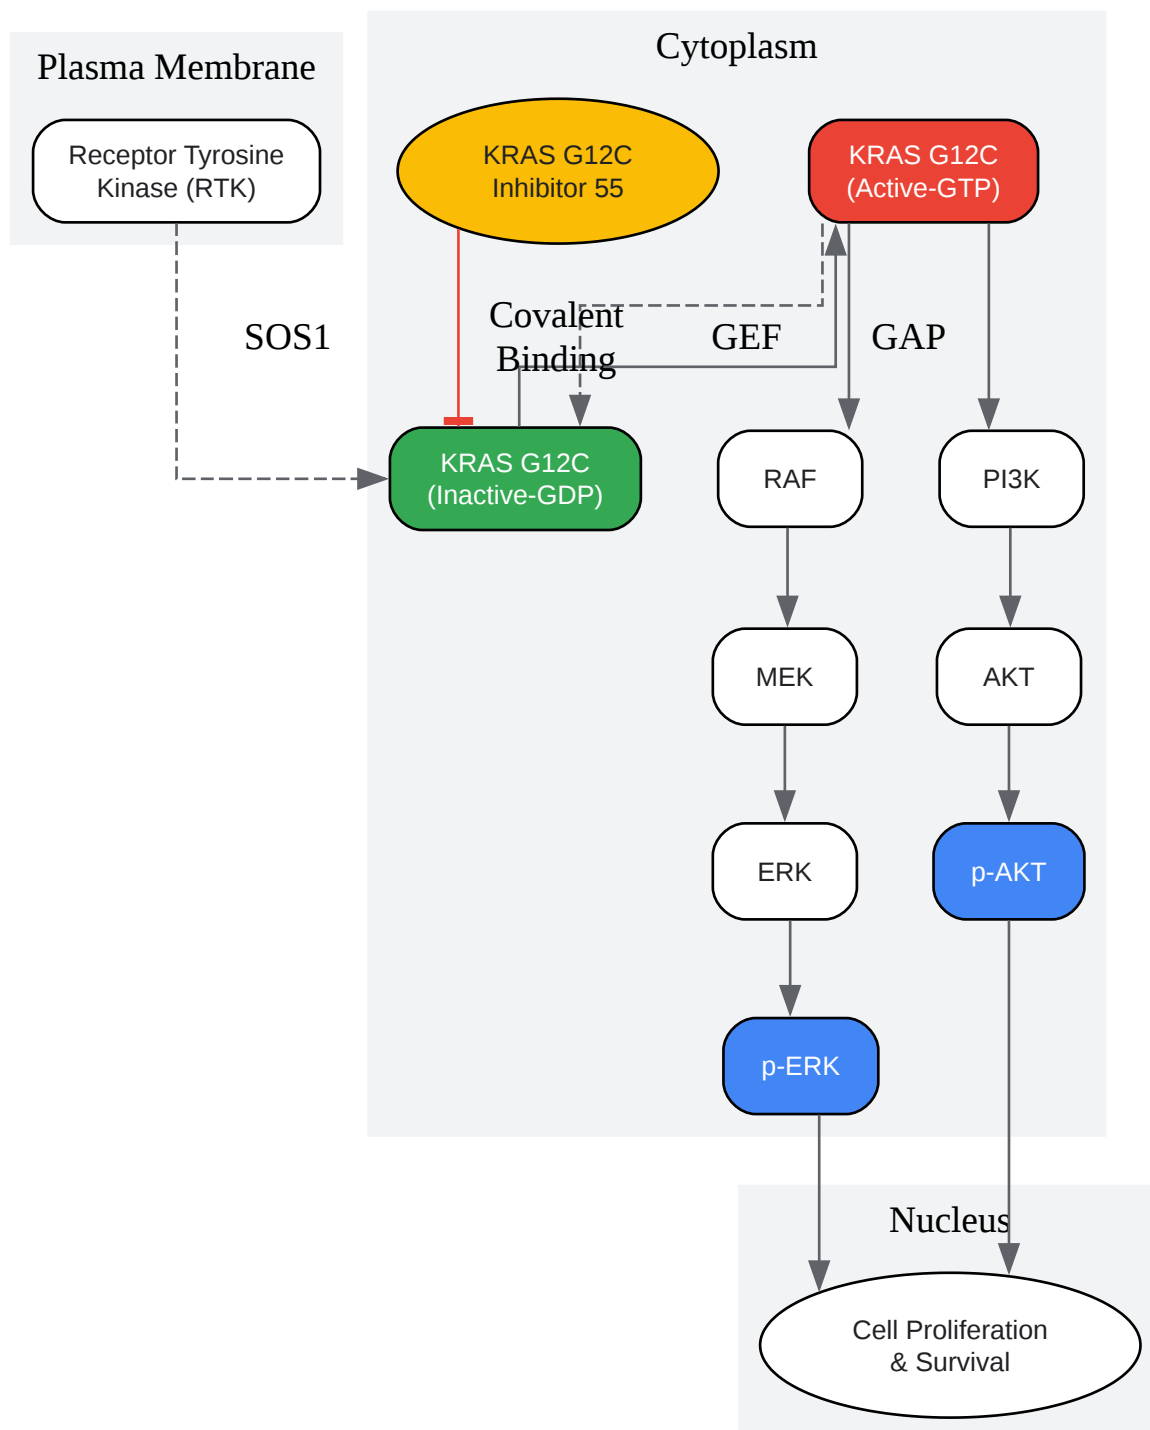 Plasma Membrane
Receptor Tyrosine
Kinase (RTK)
Cytoplasm
KRAS G12C
Inhibitor 55
KRAS G12C
(Active-GTP)
SOS1
Covalent
Binding
GEF
GAP
KRAS G12C
(Inactive-GDP)
RAF
PI3K
MEK
AKT
ERK
p-AKT
p-ERK
Nucleus
Cell Proliferation
& Survival